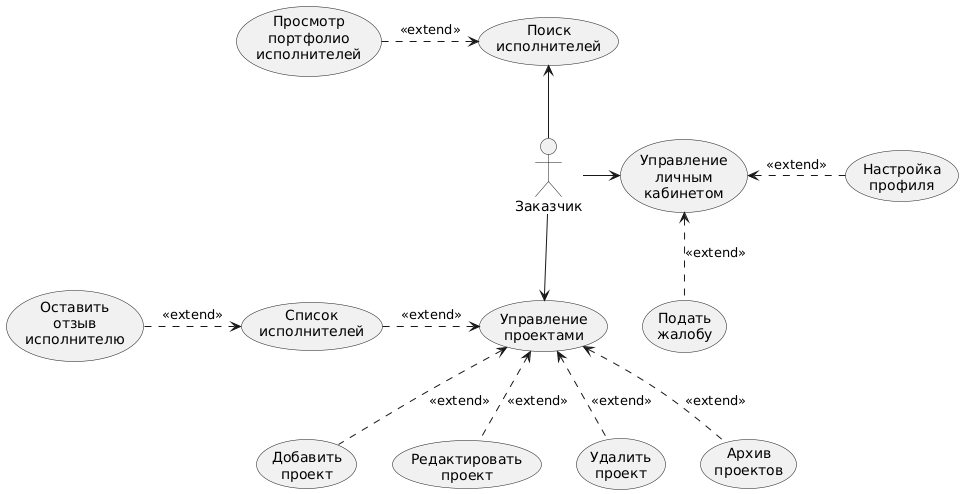 Просмотр
портфолио
исполнителей
«extend»
Поиск
исполнителей
Заказчик
Управление
личным
кабинетом
«extend»
Настройка
профиля
«extend»
Подать
жалобу
Оставить
отзыв
исполнителю
«extend»
Список
исполнителей
«extend»
Управление
проектами
«extend»
«extend»
«extend»
«extend»
Добавить
проект
Редактировать
проект
Удалить
проект
Архив
проектов